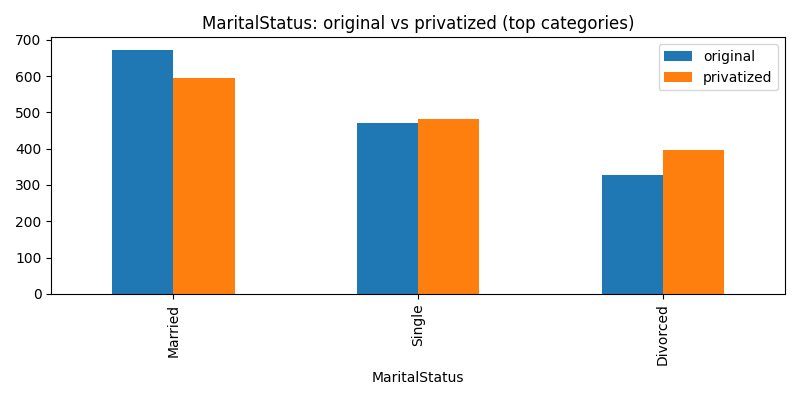 MaritalStatus: original vs privatized (top categories)
original
privatized
700
600
500
400
300
200
100
0
Married
Single
Divorced
MaritalStatus